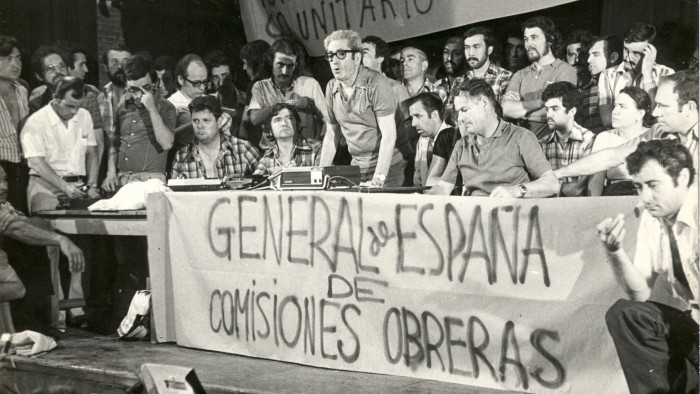 UNITARIO
GENERAL de ESPAÑA
DE
COMISIONES OBRERAS